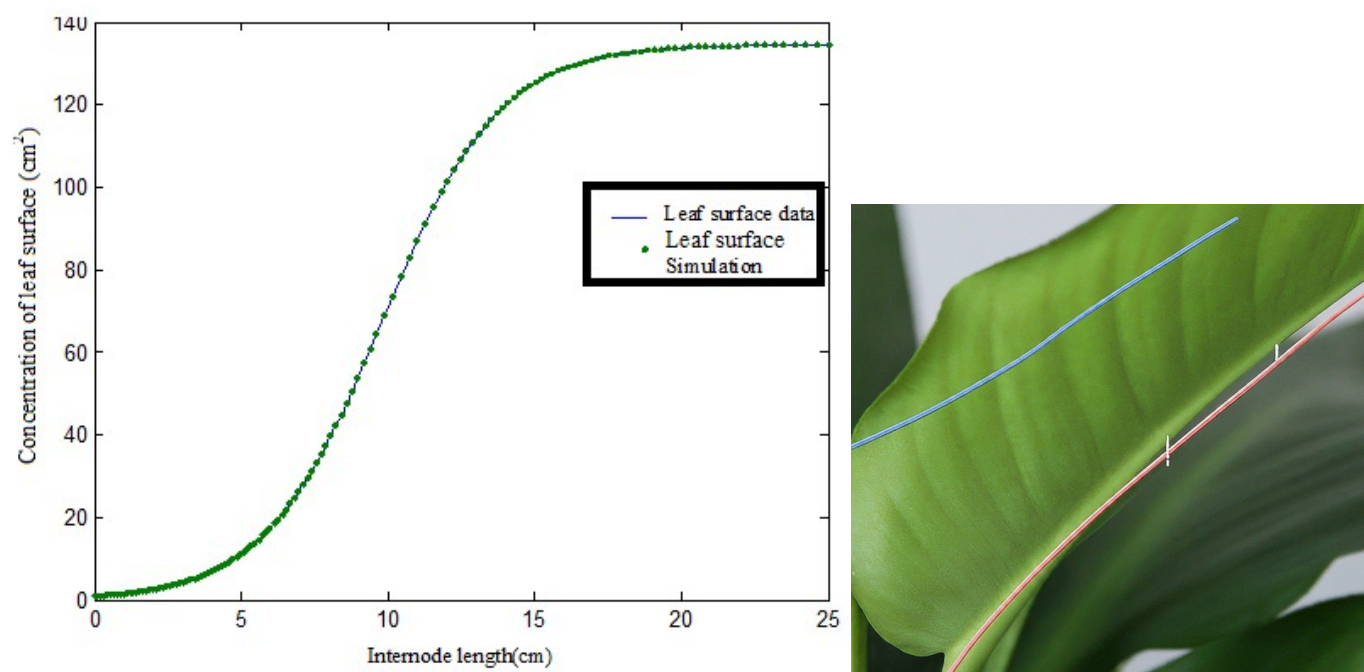 140
120
100
80
60
40
20
0
Concentration of leaf surface (cm²)
Leaf surface data
Leaf surface
Simulation
0 5 10 15 20 25
Internode length(cm)